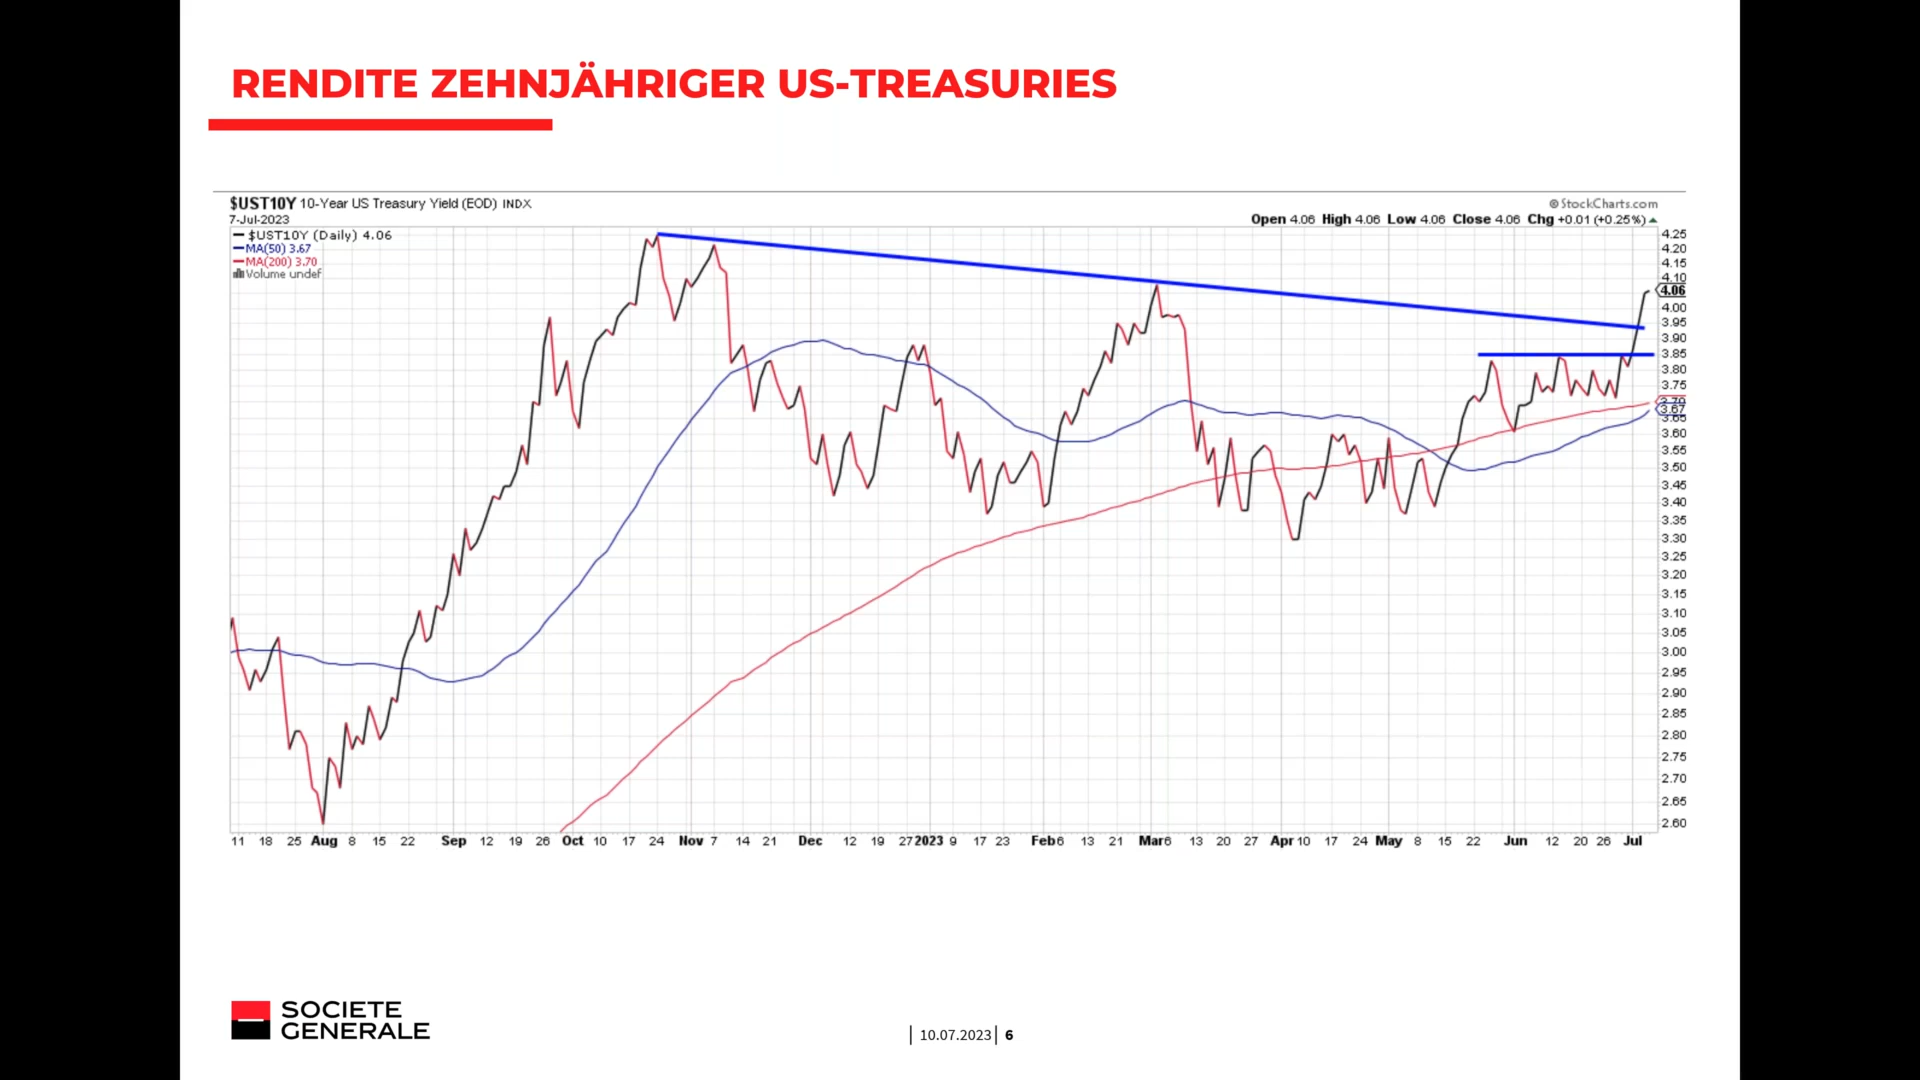 RENDITE ZEHNJÄHRIGER US-TREASURIES
$UST10Y 10-Year US Treasury Yield (EOD) INDX
© StockCharts.com
7-Jul-2023
Open 4.06 High 4.06 Low 4.06 Close 4.06 Chg +0.01 (+0.25%)
$UST10Y (Daily) 4.06
MA(50) 3.67
MA(200) 3.70
Volume undef
4.25
4.20
4.15
4.10
4.06
4.00
3.95
3.90
3.85
3.80
3.75
3.70
3.67
3.65
3.60
3.55
3.50
3.45
3.40
3.35
3.30
3.25
3.20
3.15
3.10
3.05
3.00
2.95
2.90
2.85
2.80
2.75
2.70
2.65
2.60
11 18 25 Aug 8 15 22 Sep 12 19 26 Oct 10 17 24 Nov 7 14 21 Dec 12 19 27 2023 9 17 23 Feb 6 13 21 Mar 6 13 20 27 Apr 10 17 24 May 8 15 22 Jun 12 20 26 Jul
SOCIETE
GENERALE
| 10.07.2023 | 6